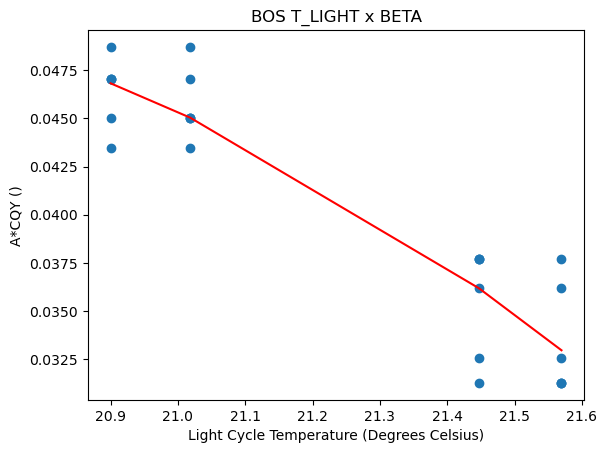 BOS T_LIGHT x BETA
A*CQY ()
0.0475
0.0450
0.0425
0.0400
0.0375
0.0350
0.0325
20.9 21.0 21.1 21.2 21.3 21.4 21.5 21.6
Light Cycle Temperature (Degrees Celsius)